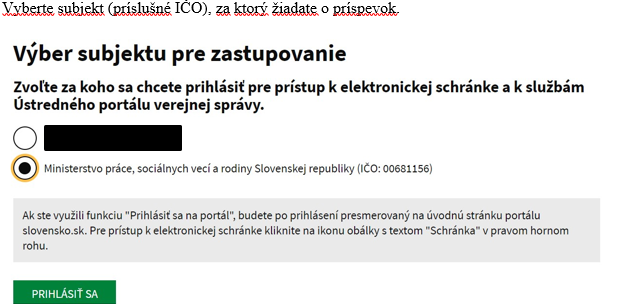 Vyberte subjekt (príslušné IČO), za ktorý žiadate o príspevok.
Výber subjektu pre zastupovanie
Zvoľte za koho sa chcete prihlásiť pre prístup k elektronickej schránke a k službám
Ústredného portálu verejnej správy.
Ministerstvo práce, sociálnych vecí a rodiny Slovenskej republiky (IČO: 00681156)
Ak ste využili funkciu "Prihlásiť sa na portál", budete po prihlásení presmerovaný na úvodnú stránku portálu
slovensko.sk. Pre prístup k elektronickej schránke kliknite na ikonu obálky s textom "Schránka" v pravom hornom
rohu.
PRIHLÁSIŤ SA